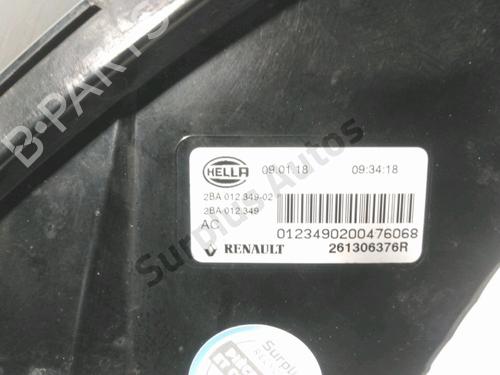 B-PARTS
HELLA 09.01.18 09:34:18
2BA 012 349-02
2BA 012 349
AC 0123490200476068
RENAULT 261306376R
Surplus Autos
Surplus